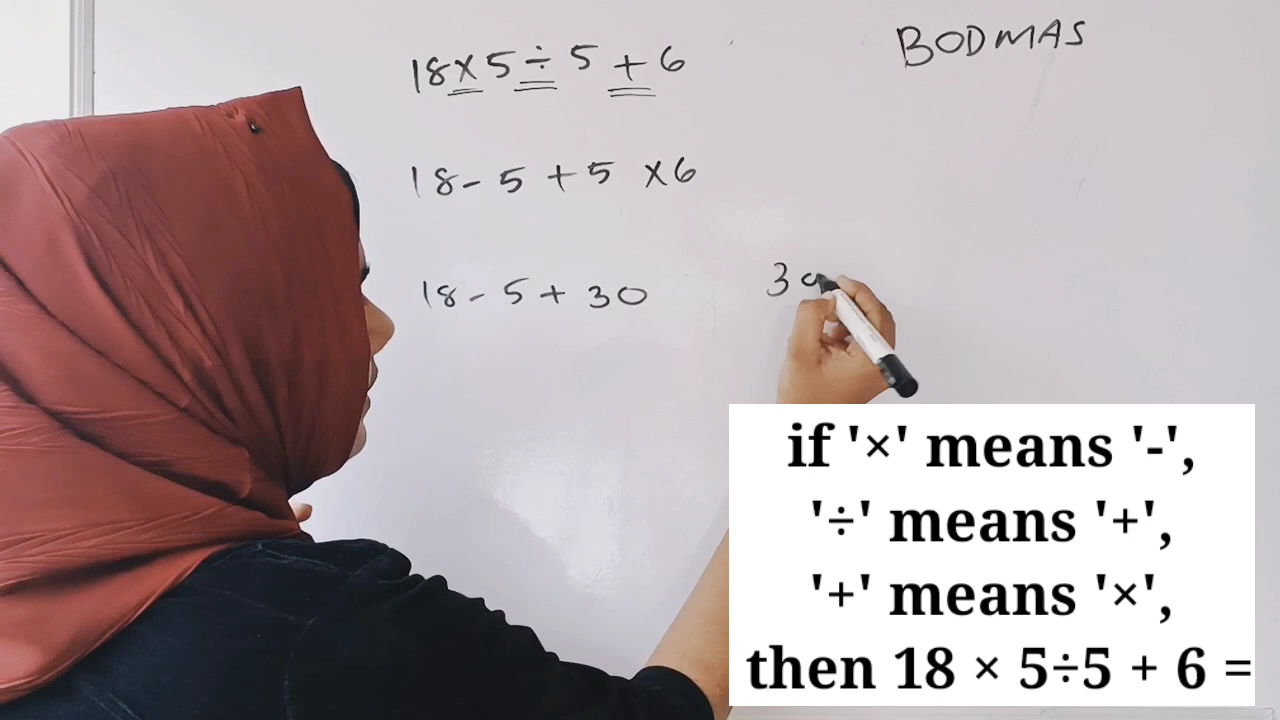 BODMAS
18 × 5 ÷ 5 + 6
18 - 5 + 5 × 6
18 - 5 + 30
30
if '×' means '-',
'÷' means '+',
'+' means '×',
then 18 × 5÷5 + 6 =